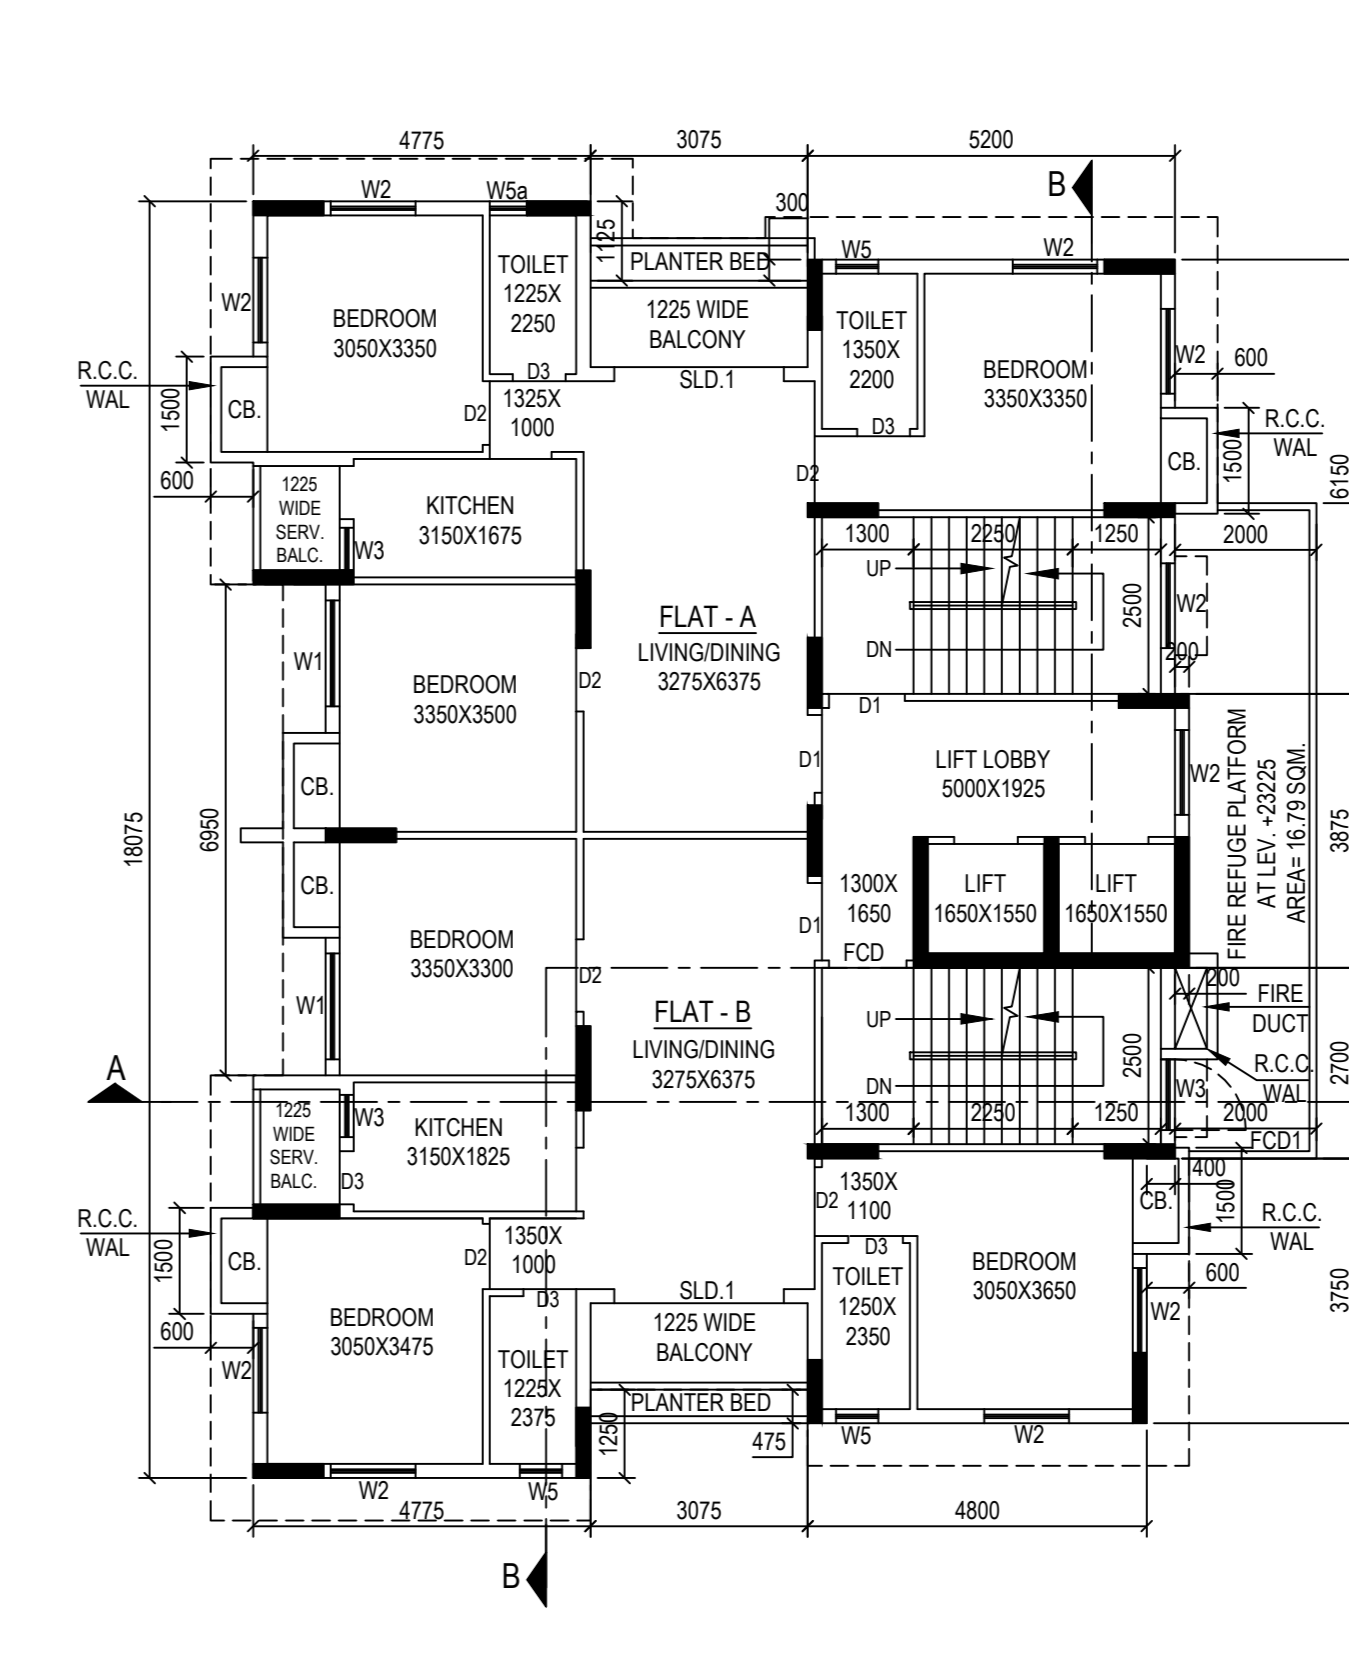 4775
3075
5200
B
W2
W5a
300
1125
PLANTER BED
W5
W2
TOILET
1225X
2250
W2
BEDROOM
3050X3350
1225 WIDE
BALCONY
TOILET
1350X
2200
R.C.C.
WAL
1500
CB.
D3
SLD.1
BEDROOM
3350X3350
W2
600
D2
1325X
1000
D3
R.C.C.
WAL
1500
CB.
D2
6150
600
1225
WIDE
SERV.
BALC.
KITCHEN
3150X1675
W3
1300
2250
1250
2000
UP
2500
W2
DN
200
FLAT - A
LIVING/DINING
3275X6375
W1
BEDROOM
3350X3500
D2
D1
D1
LIFT LOBBY
5000X1925
W2
FIRE REFUGE PLATFORM
AT LEV. +23225
AREA= 16.79 SQM.
CB.
18075
6950
3875
CB.
1300X
1650
LIFT
1650X1550
LIFT
1650X1550
D1
BEDROOM
3350X3300
FCD
D2
200
W1
FLAT - B
LIVING/DINING
3275X6375
UP
FIRE
DUCT
2500
R.C.C.
WAL
2700
A
DN
W3
1225
WIDE
SERV.
BALC.
W3
KITCHEN
3150X1825
1300
2250
1250
2000
FCD1
D3
1350X
1100
D2
400
CB.
1500
R.C.C.
WAL
R.C.C.
WAL
1500
CB.
D2
1350X
1000
D3
BEDROOM
3050X3650
600
D3
SLD.1
TOILET
1250X
2350
3750
BEDROOM
3050X3475
1225 WIDE
BALCONY
W2
600
W2
TOILET
1225X
2375
PLANTER BED
1250
475
W5
W2
W2
W5
4775
3075
4800
B